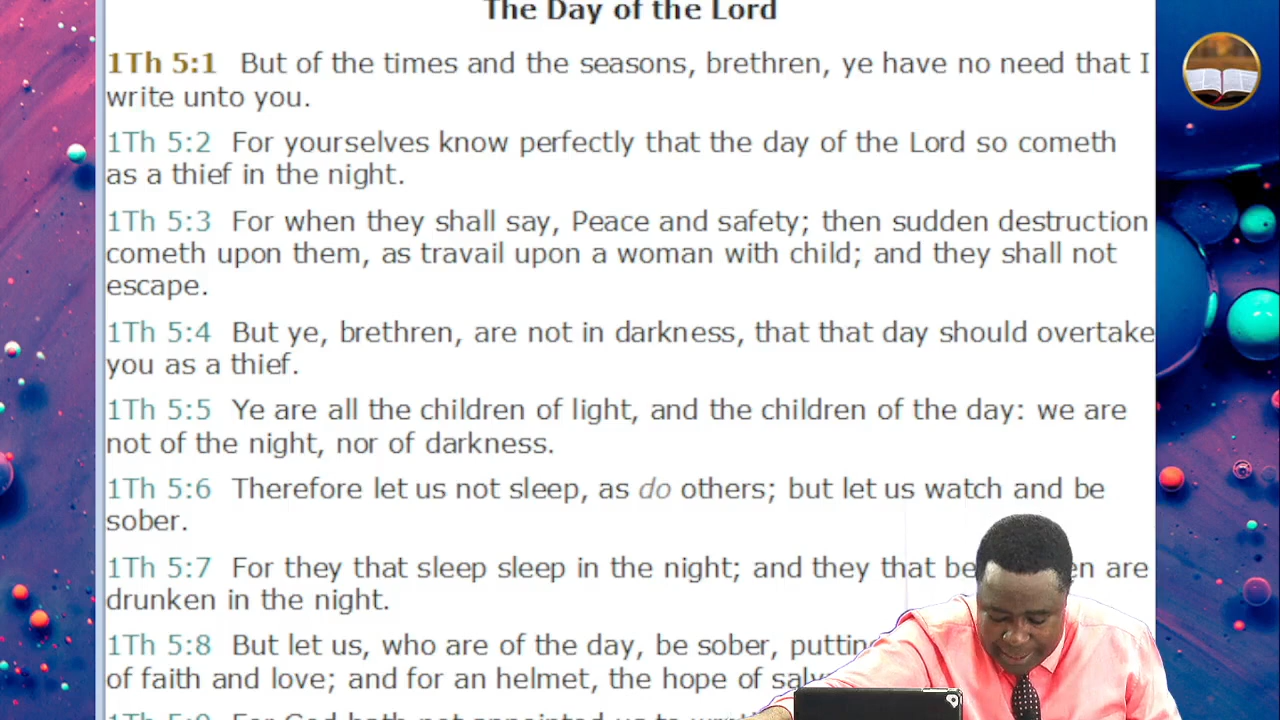 The Day of the Lord
1Th 5:1 But of the times and the seasons, brethren, ye have no need that I
write unto you.
1Th 5:2 For yourselves know perfectly that the day of the Lord so cometh
as a thief in the night.
1Th 5:3 For when they shall say, Peace and safety; then sudden destruction
cometh upon them, as travail upon a woman with child; and they shall not
escape.
1Th 5:4 But ye, brethren, are not in darkness, that that day should overtake
you as a thief.
1Th 5:5 Ye are all the children of light, and the children of the day: we are
not of the night, nor of darkness.
1Th 5:6 Therefore let us not sleep, as do others; but let us watch and be
sober.
1Th 5:7 For they that sleep sleep in the night; and they that be are
drunken in the night.
1Th 5:8 But let us, who are of the day, be sober,
of faith and love; and for an helmet, the hope of